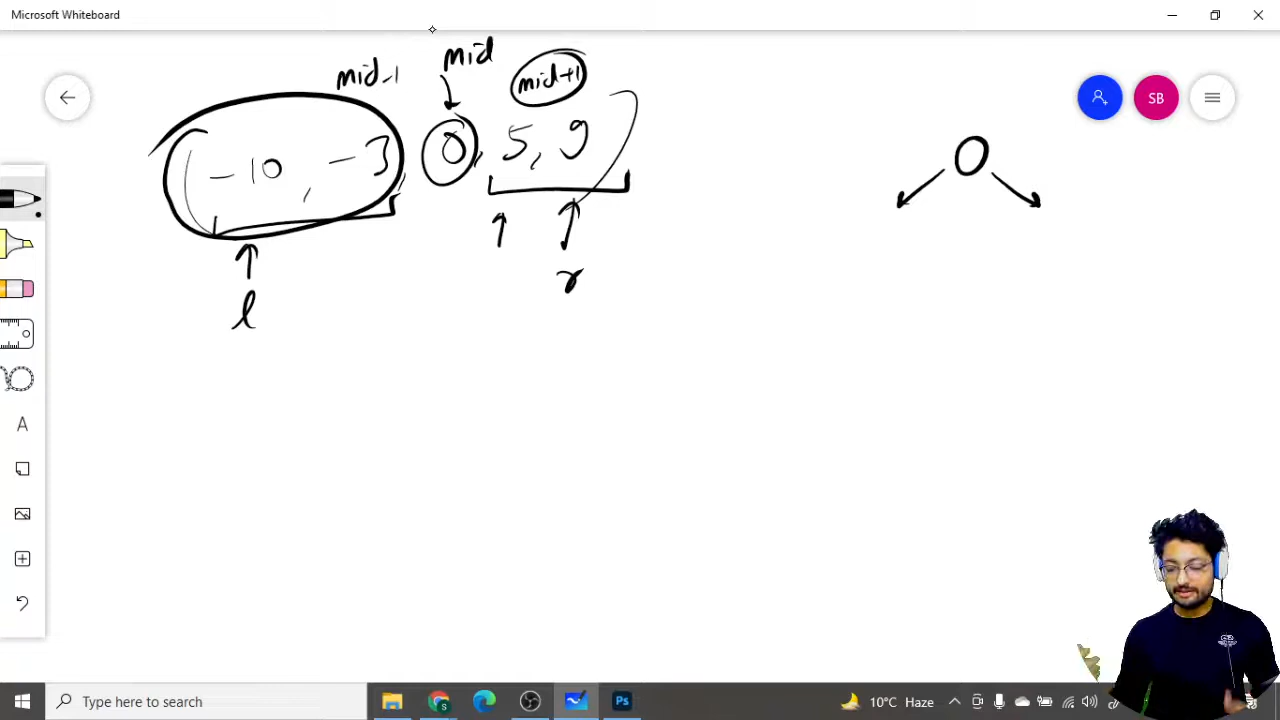 Microsoft Whiteboard
mid-1 mid mid+1
-10, -3, 0, 5, 9
l r
0
SB
A
Type here to search
S
Ps
10°C Haze